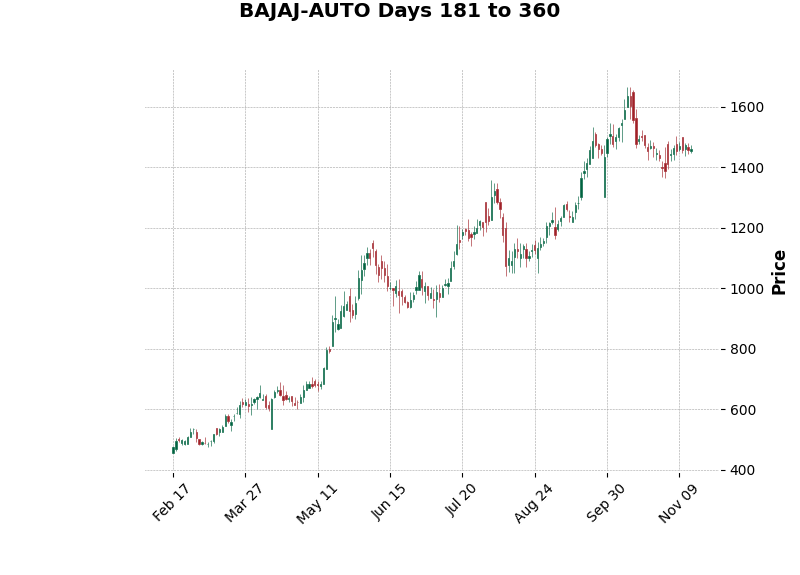 BAJAJ-AUTO Days 181 to 360
1600
1400
1200
1000
800
600
400
Price
Feb 17
Mar 27
May 11
Jun 15
Jul 20
Aug 24
Sep 30
Nov 09